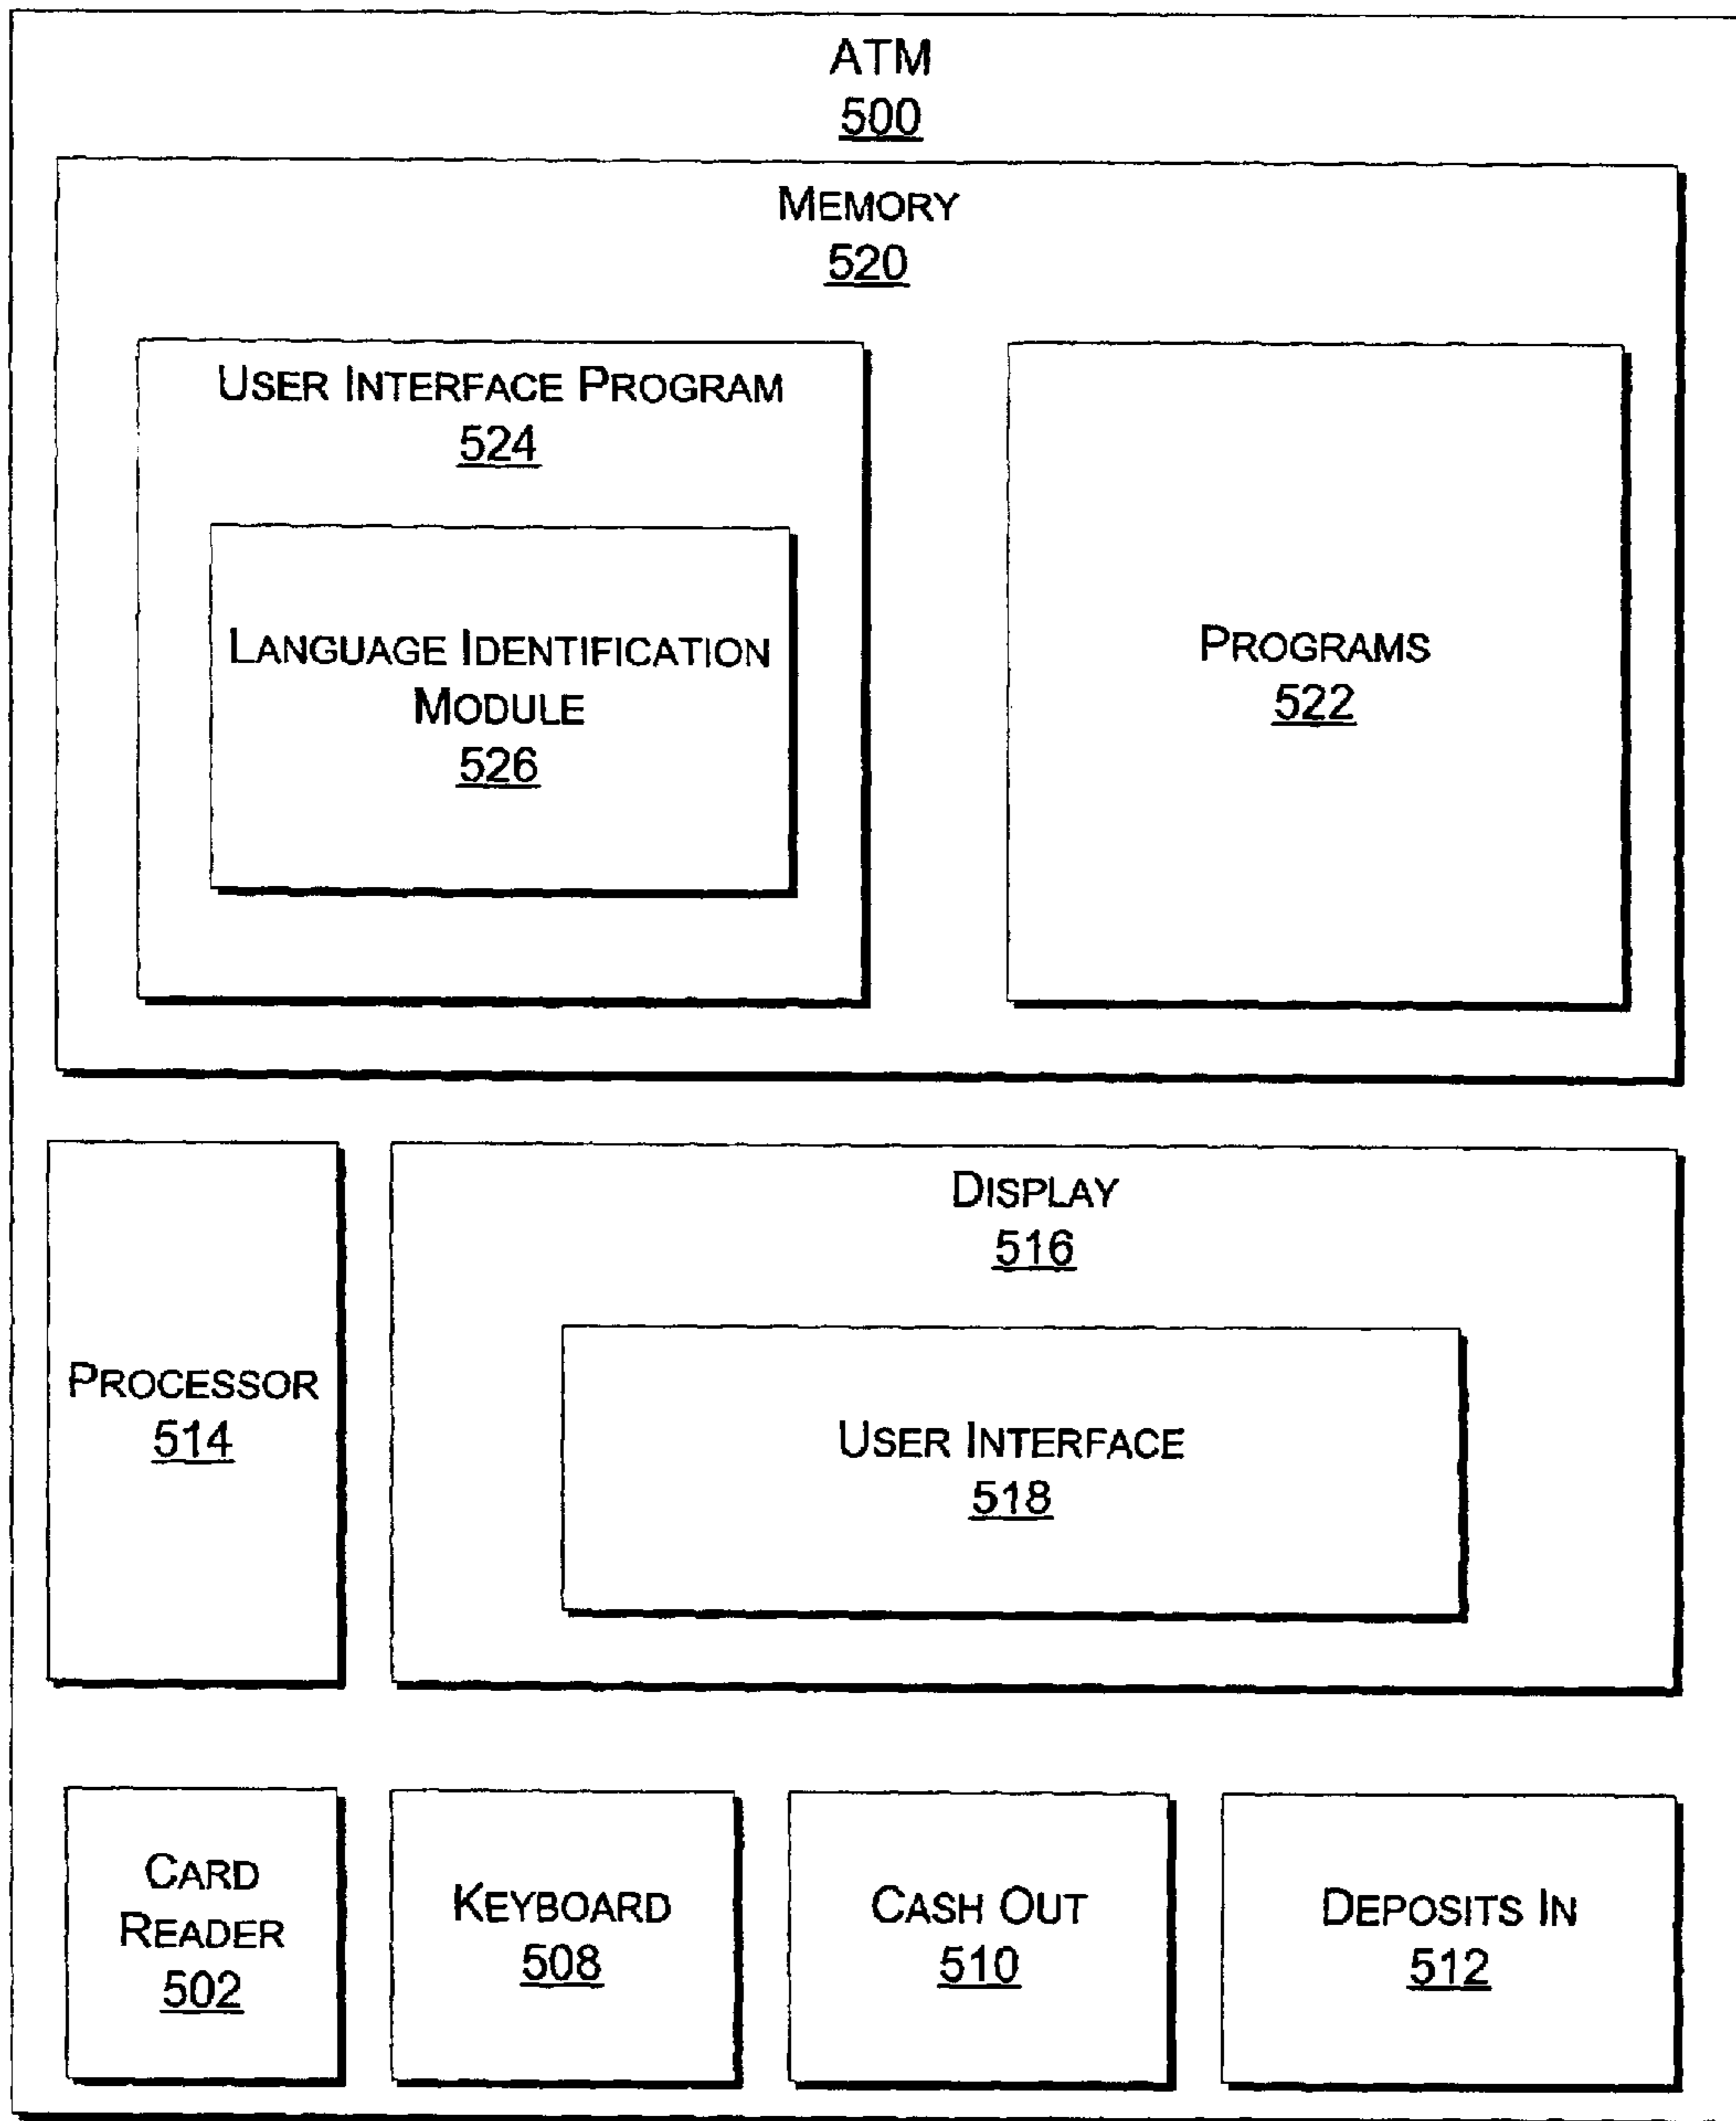 ATM
500
MEMORY
520
USER INTERFACE PROGRAM
524
LANGUAGE IDENTIFICATION
MODULE
526
PROGRAMS
522
PROCESSOR
514
DISPLAY
516
USER INTERFACE
518
CARD
READER
502
KEYBOARD
508
CASH OUT
510
DEPOSITS IN
512